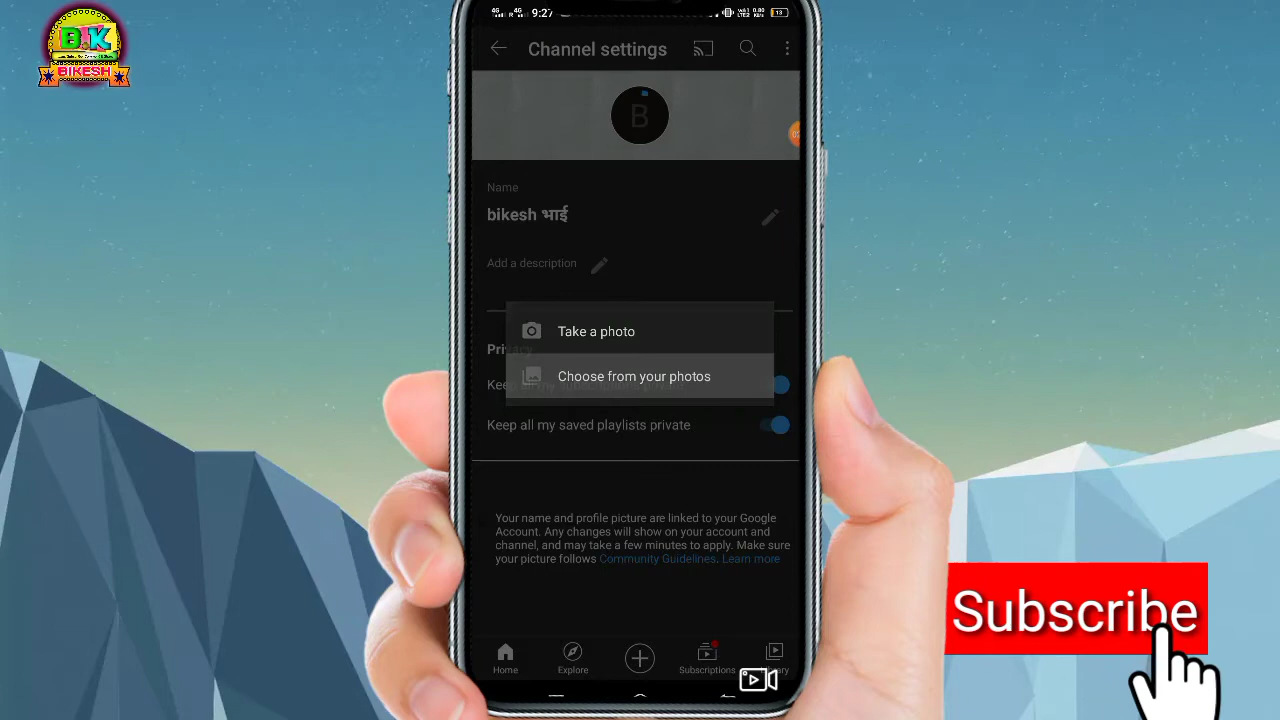 9:27
13
B K
BIKESH
Channel settings
B
Name
bikesh भाई
Add a description
Take a photo
Choose from your photos
Keep all my saved playlists private
Your name and profile picture are linked to your Google
Account. Any changes will show on your account and
channel, and may take a few minutes to apply. Make sure
your picture follows Community Guidelines. Learn more
Subscribe
Home
Explore
Subscriptions